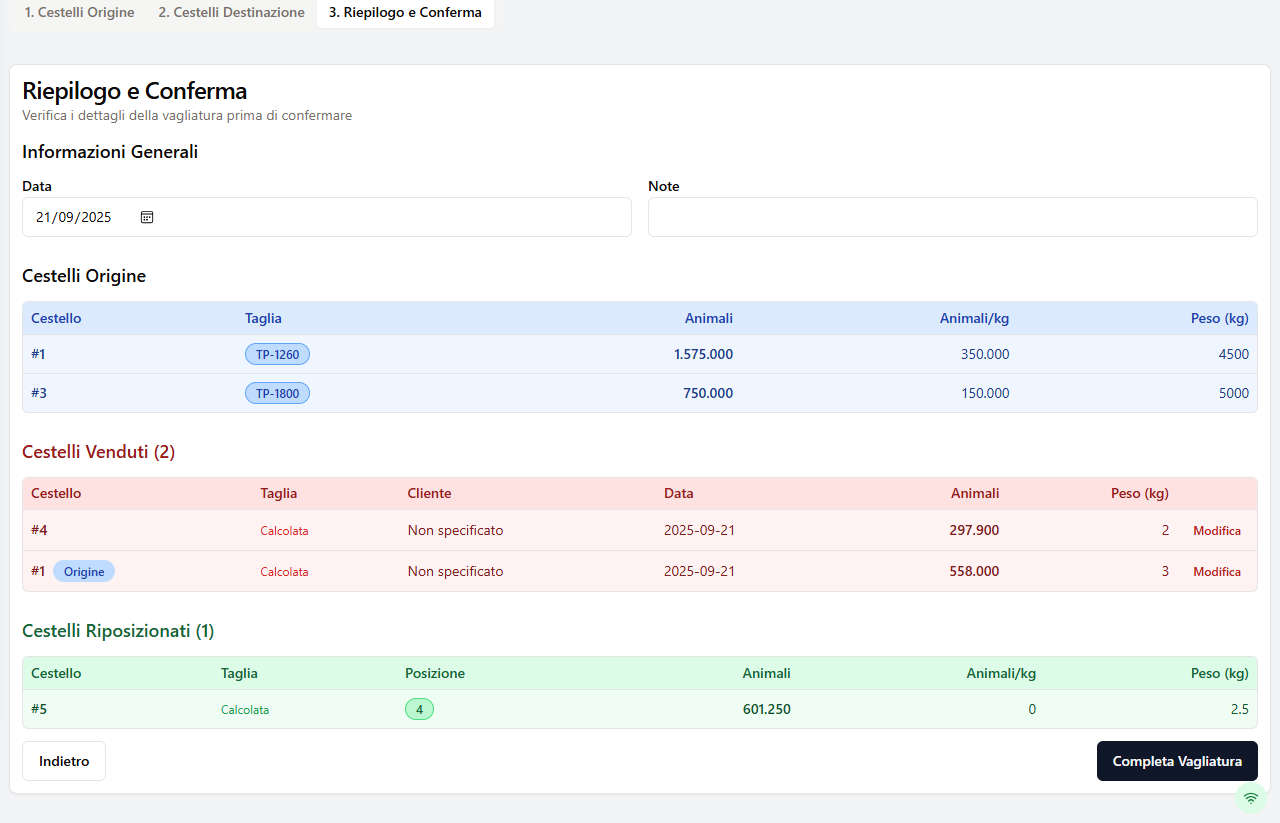 1. Cestelli Origine 2. Cestelli Destinazione 3. Riepilogo e Conferma
Riepilogo e Conferma
Verifica i dettagli della vagliatura prima di confermare
Informazioni Generali
Data Note
21/09/2025
Cestelli Origine
Cestello Taglia Animali Animali/kg Peso (kg)
#1 TP-1260 1.575.000 350.000 4500
#3 TP-1800 750.000 150.000 5000
Cestelli Venduti (2)
Cestello Taglia Cliente Data Animali Peso (kg)
#4 Calcolata Non specificato 2025-09-21 297.900 2 Modifica
#1 Origine Calcolata Non specificato 2025-09-21 558.000 3 Modifica
Cestelli Riposizionati (1)
Cestello Taglia Posizione Animali Animali/kg Peso (kg)
#5 Calcolata 4 601.250 0 2.5
Indietro Completa Vagliatura